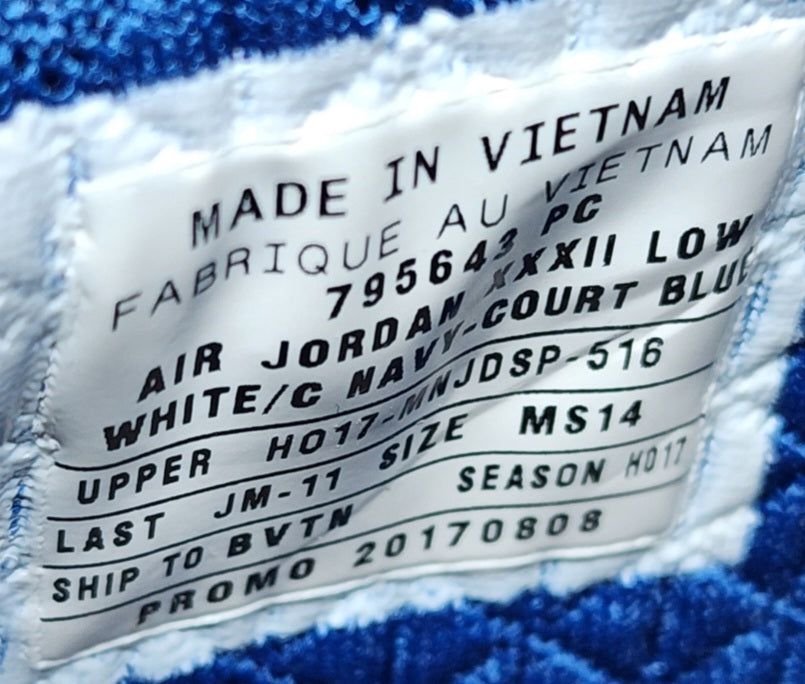 MADE IN VIETNAM
FABRIQUE AU VIETNAM
795643 PC
AIR JORDAN XXXII LOW
WHITE/C NAVY-COURT BLUE
UPPER HO17-MNJDSP-516
LAST JM-11 SIZE MS14
SHIP TO BVTN SEASON HO17
PROMO 20170808